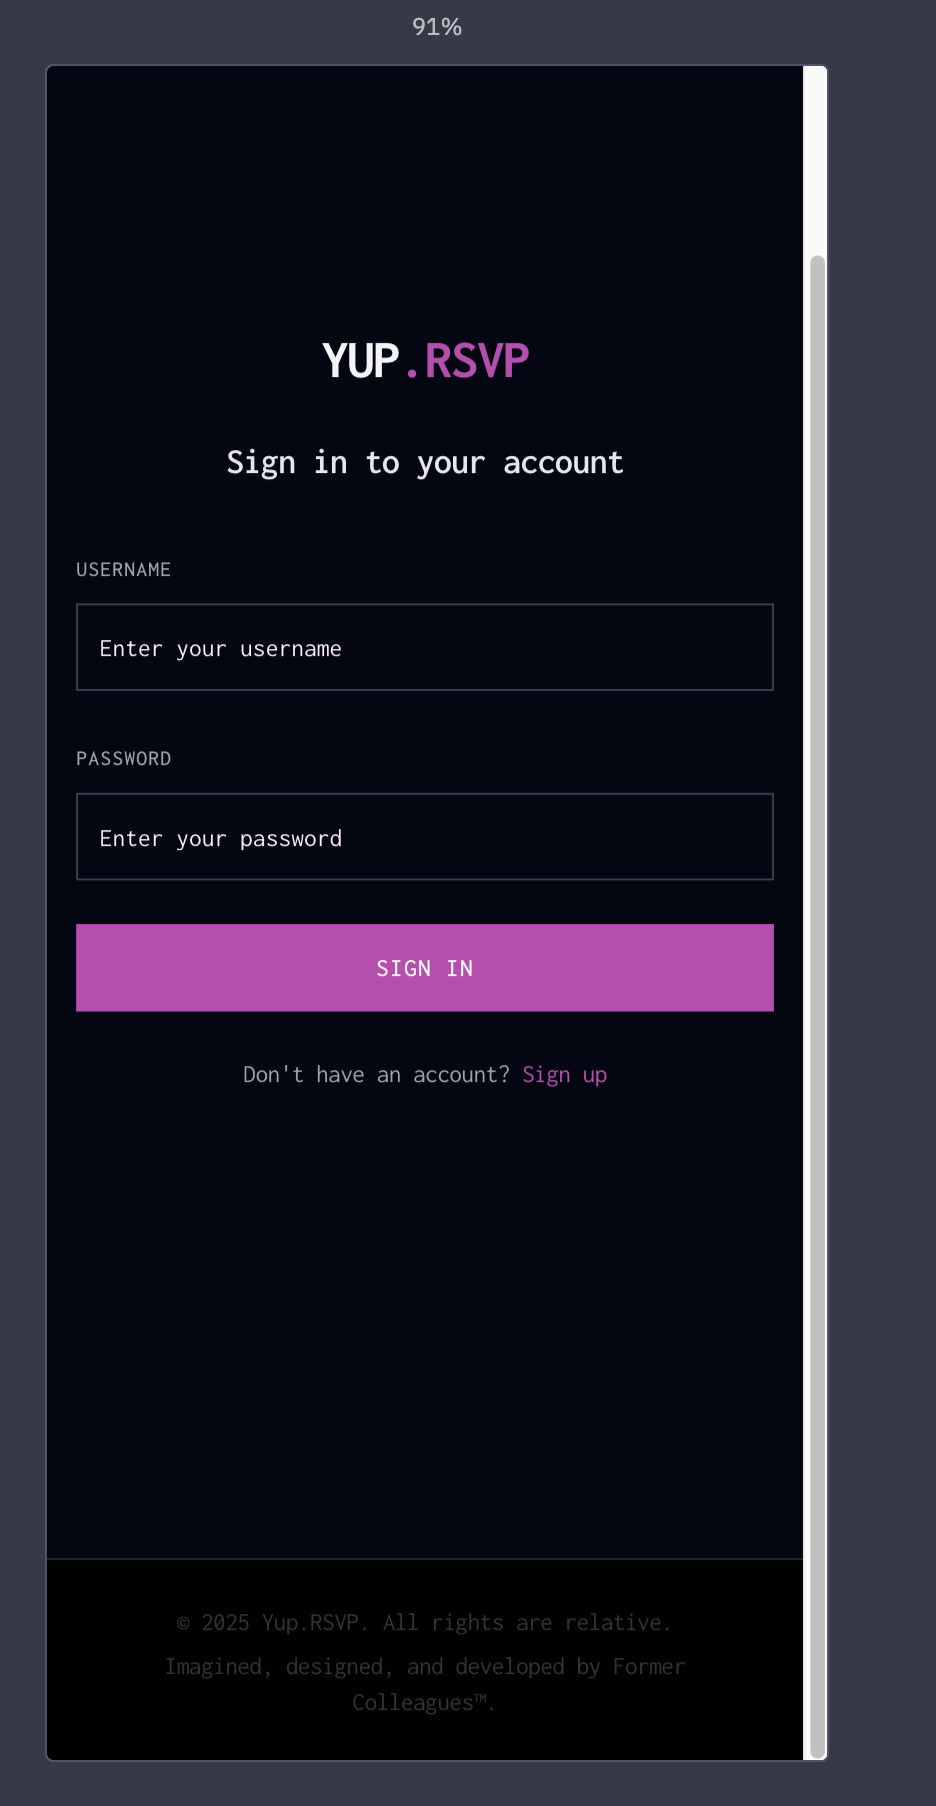 91%
YUP.RSVP
Sign in to your account
USERNAME
Enter your username
PASSWORD
Enter your password
SIGN IN
Don't have an account? Sign up
© 2025 Yup.RSVP. All rights are relative.
Imagined, designed, and developed by Former
Colleagues™.